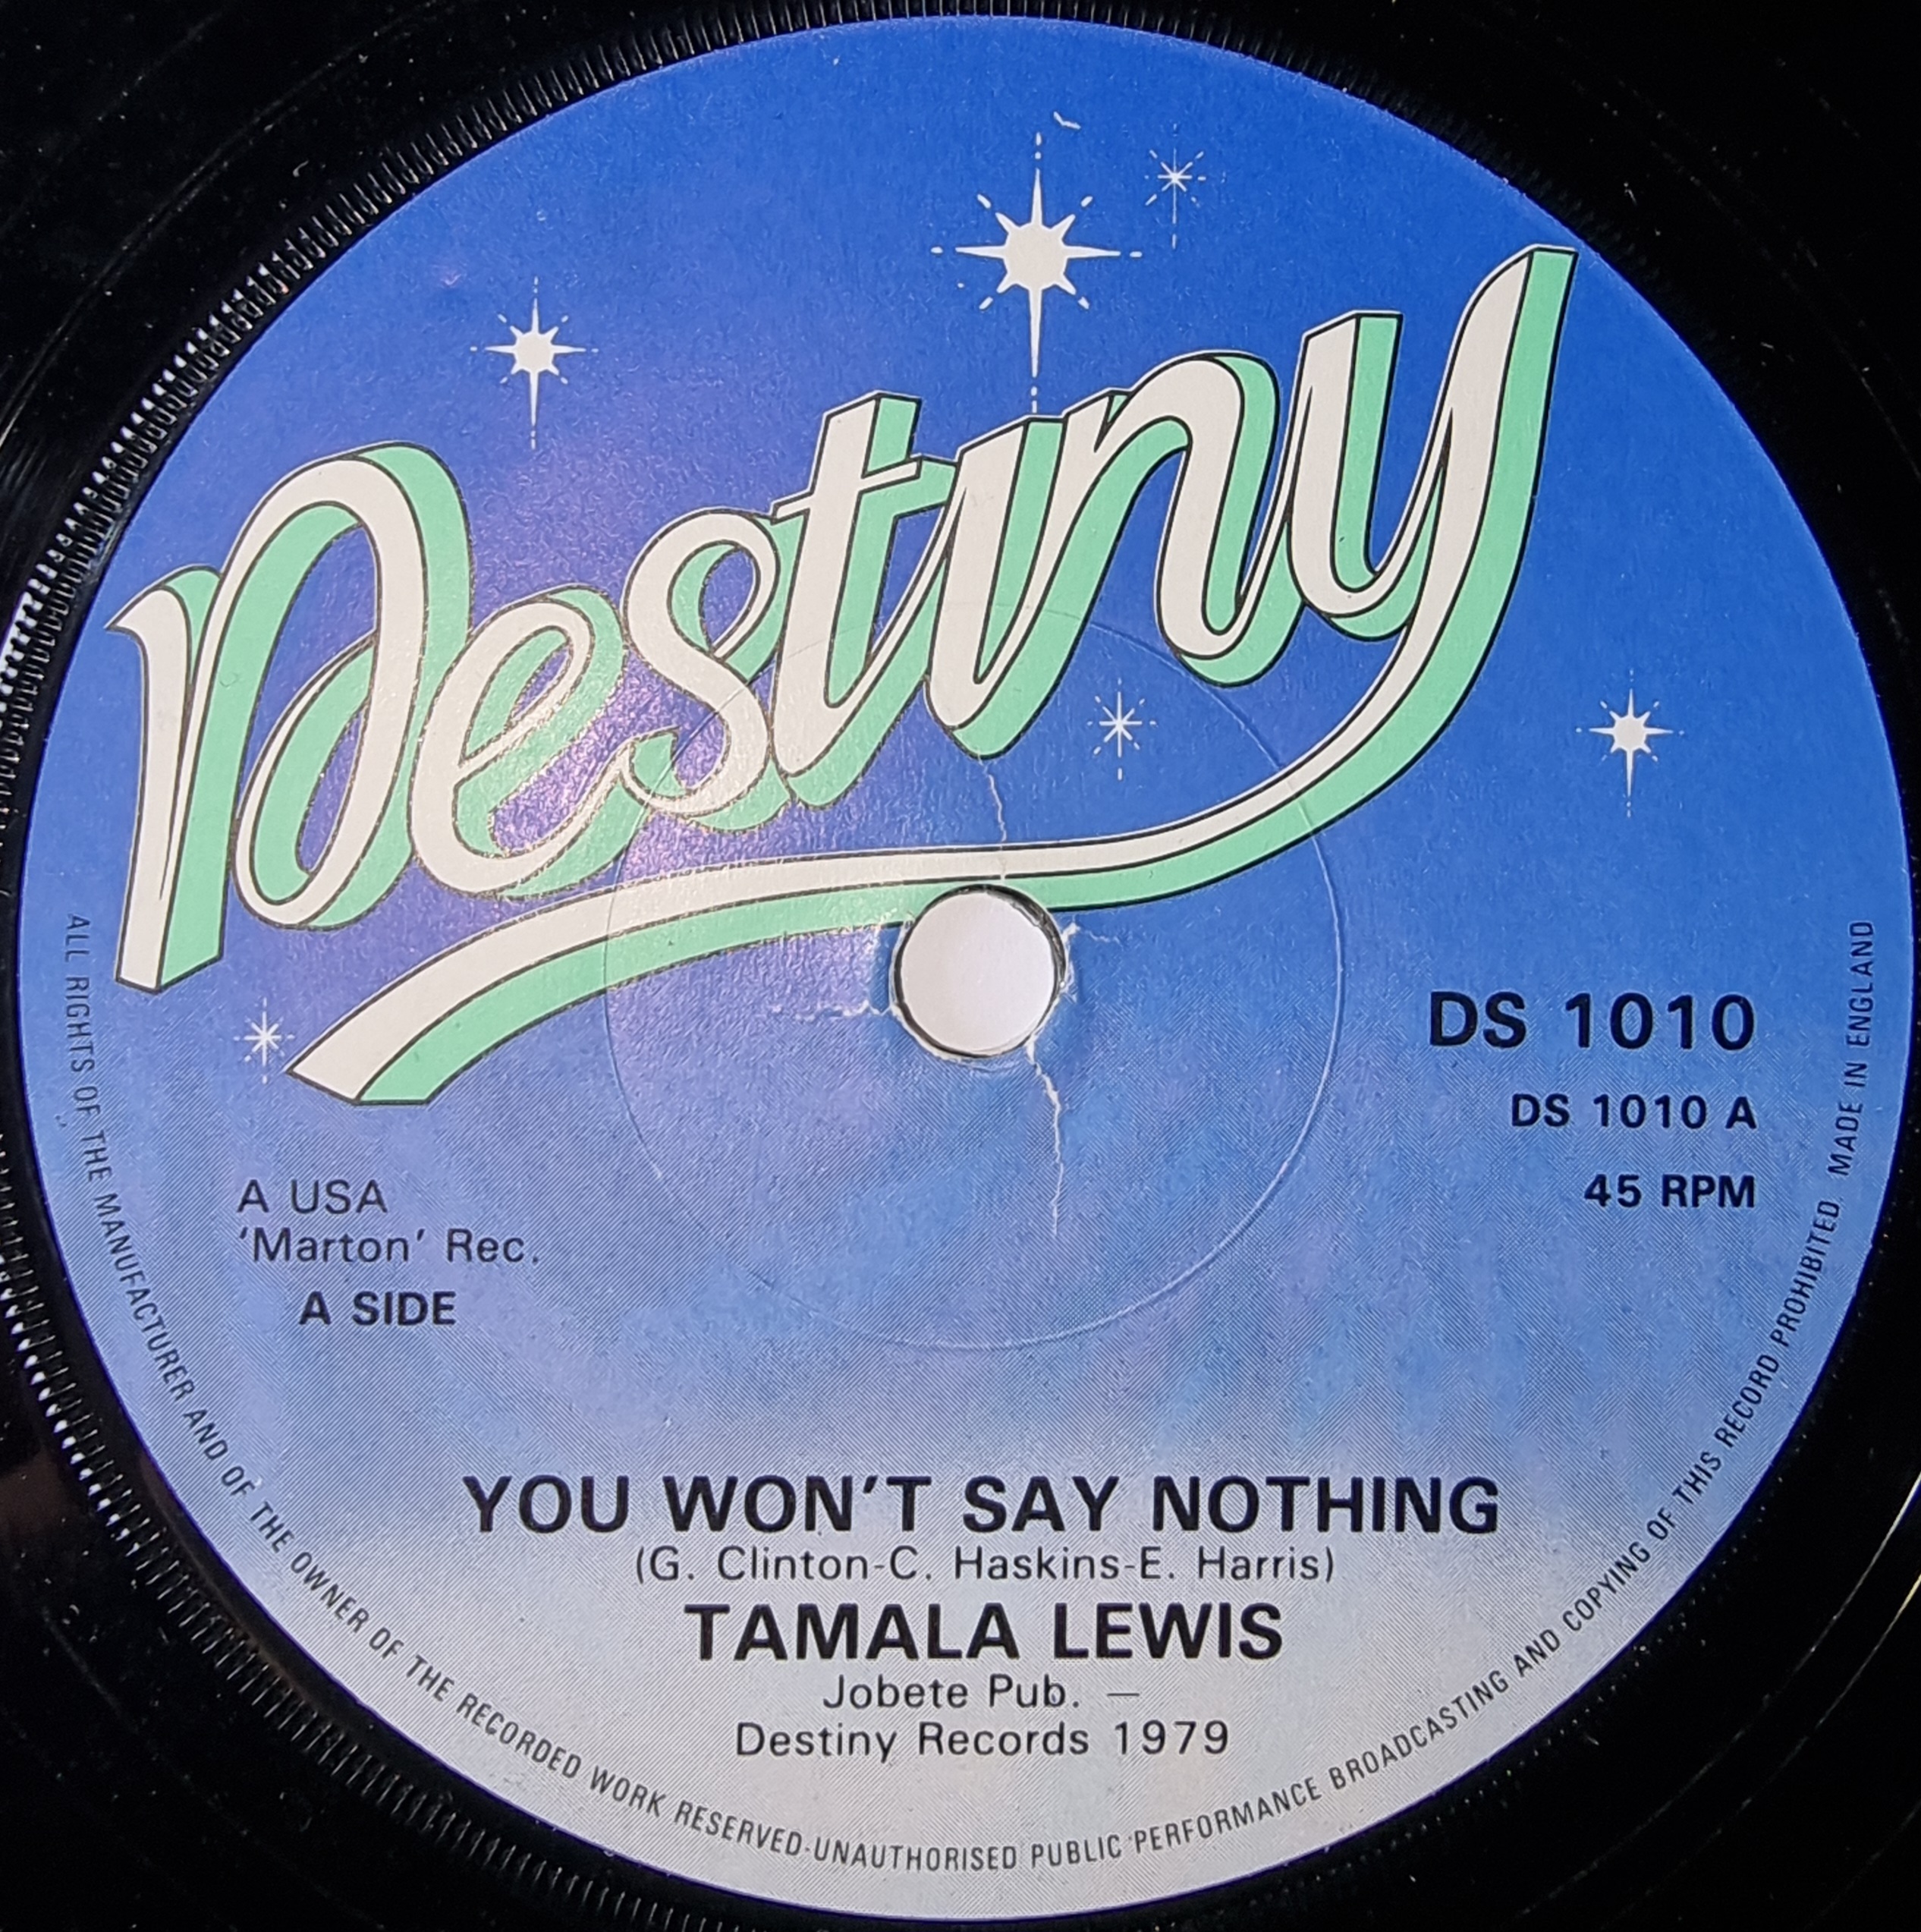 Destiny
DS 1010
DS 1010 A
45 RPM
A USA
'Marton' Rec.
A SIDE
YOU WON'T SAY NOTHING
(G. Clinton-C. Haskins-E. Harris)
TAMALA LEWIS
Jobete Pub. —
Destiny Records 1979
ALL RIGHTS OF THE MANUFACTURER AND OF THE OWNER OF THE RECORDED WORK RESERVED-UNAUTHORISED PUBLIC PERFORMANCE BROADCASTING AND COPYING OF THIS RECORD PROHIBITED. MADE IN ENGLAND